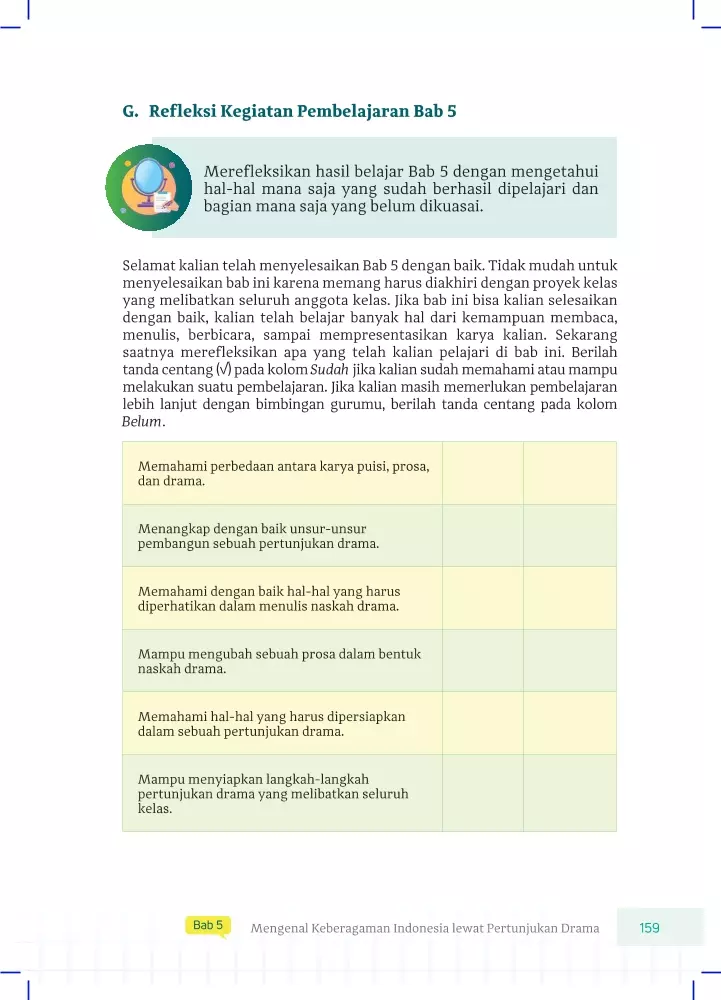 G. Refleksi Kegiatan Pembelajaran Bab 5
Merefleksikan hasil belajar Bab 5 dengan mengetahui
hal-hal mana saja yang sudah berhasil dipelajari dan
bagian mana saja yang belum dikuasai.
Selamat kalian telah menyelesaikan Bab 5 dengan baik. Tidak mudah untuk
menyelesaikan bab ini karena memang harus diakhiri dengan proyek kelas
yang melibatkan seluruh anggota kelas. Jika bab ini bisa kalian selesaikan
dengan baik, kalian telah belajar banyak hal dari kemampuan membaca,
menulis, berbicara, sampai mempresentasikan karya kalian. Sekarang
saatnya merefleksikan apa yang telah kalian pelajari di bab ini. Berilah
tanda centang (√) pada kolom Sudah jika kalian sudah memahami atau mampu
melakukan suatu pembelajaran. Jika kalian masih memerlukan pembelajaran
lebih lanjut dengan bimbingan gurumu, berilah tanda centang pada kolom
Belum.
Memahami perbedaan antara karya puisi, prosa,
dan drama.
Menangkap dengan baik unsur-unsur
pembangun sebuah pertunjukan drama.
Memahami dengan baik hal-hal yang harus
diperhatikan dalam menulis naskah drama.
Mampu mengubah sebuah prosa dalam bentuk
naskah drama.
Memahami hal-hal yang harus dipersiapkan
dalam sebuah pertunjukan drama.
Mampu menyiapkan langkah-langkah
pertunjukan drama yang melibatkan seluruh
kelas.
Bab 5 Mengenal Keberagaman Indonesia lewat Pertunjukan Drama 159